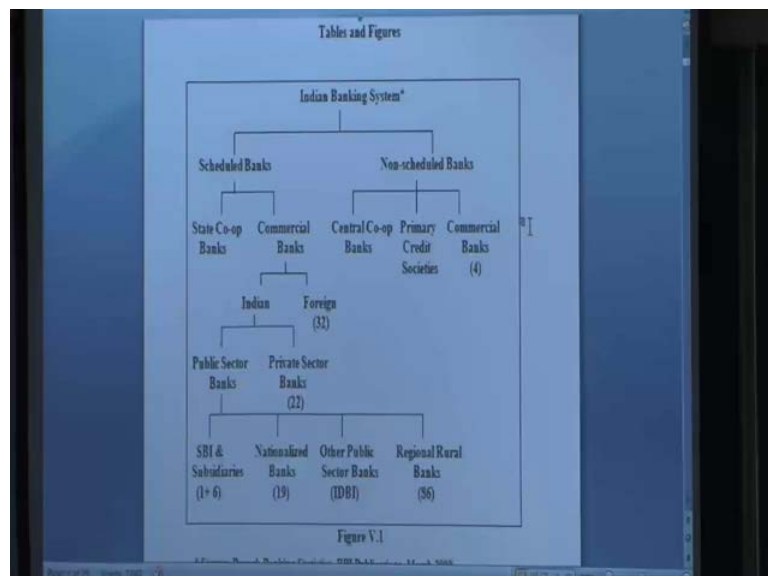 Tables and Figures
Indian Banking System*
Scheduled Banks Non-scheduled Banks
State Co-op Commercial Central Co-op Primary Commercial
Banks Banks Banks Credit Banks
Societies (4)
Indian Foreign
(32)
Public Sector Private Sector
Banks Banks
(22)
SBI & Nationalized Other Public Regional Rural
Subsidiaries Banks Sector Banks Banks
(1+ 6) (19) (IDBI) (86)
Figure V.1